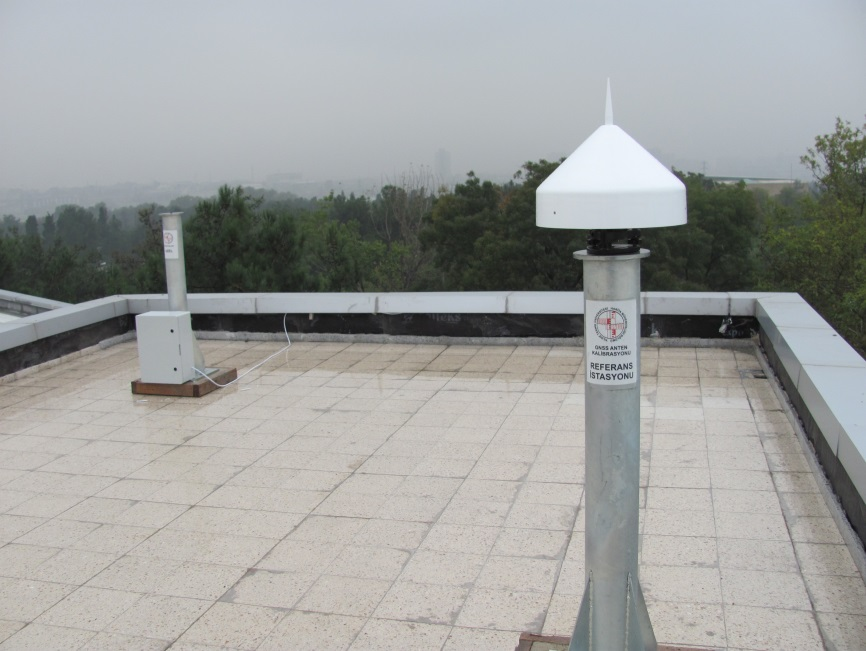 GNSS ANTEN
KALİBRASYONU
REFERANS
İSTASYONU